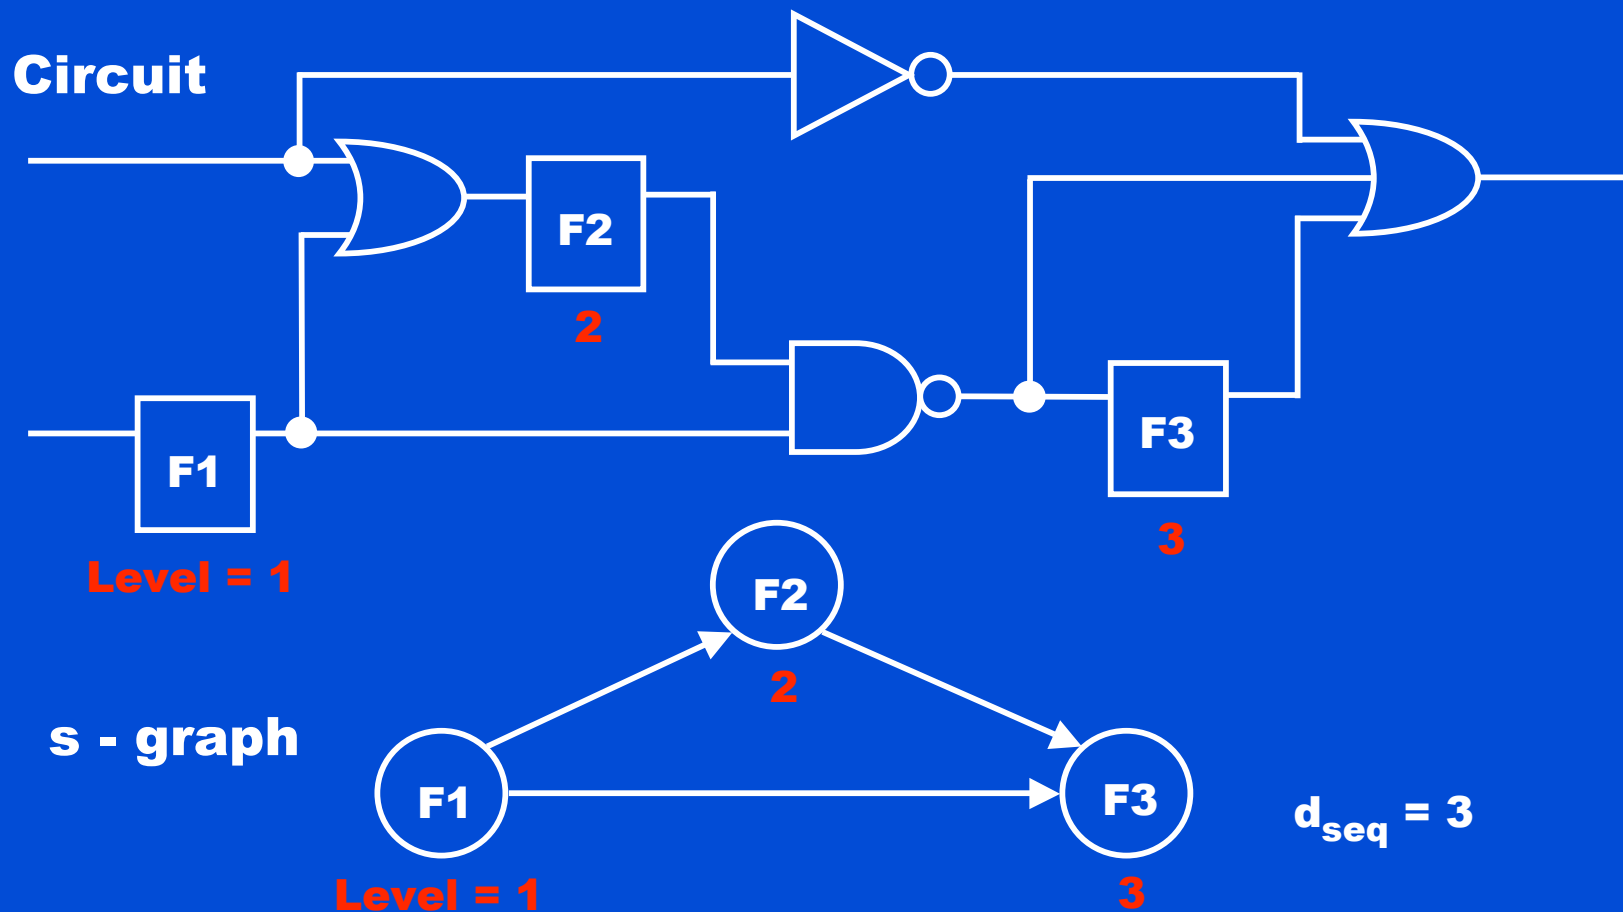 Circuit
F2
2
F1
Level = 1
F3
3
F2
2
s - graph
F1
Level = 1
F3
3
dseq = 3